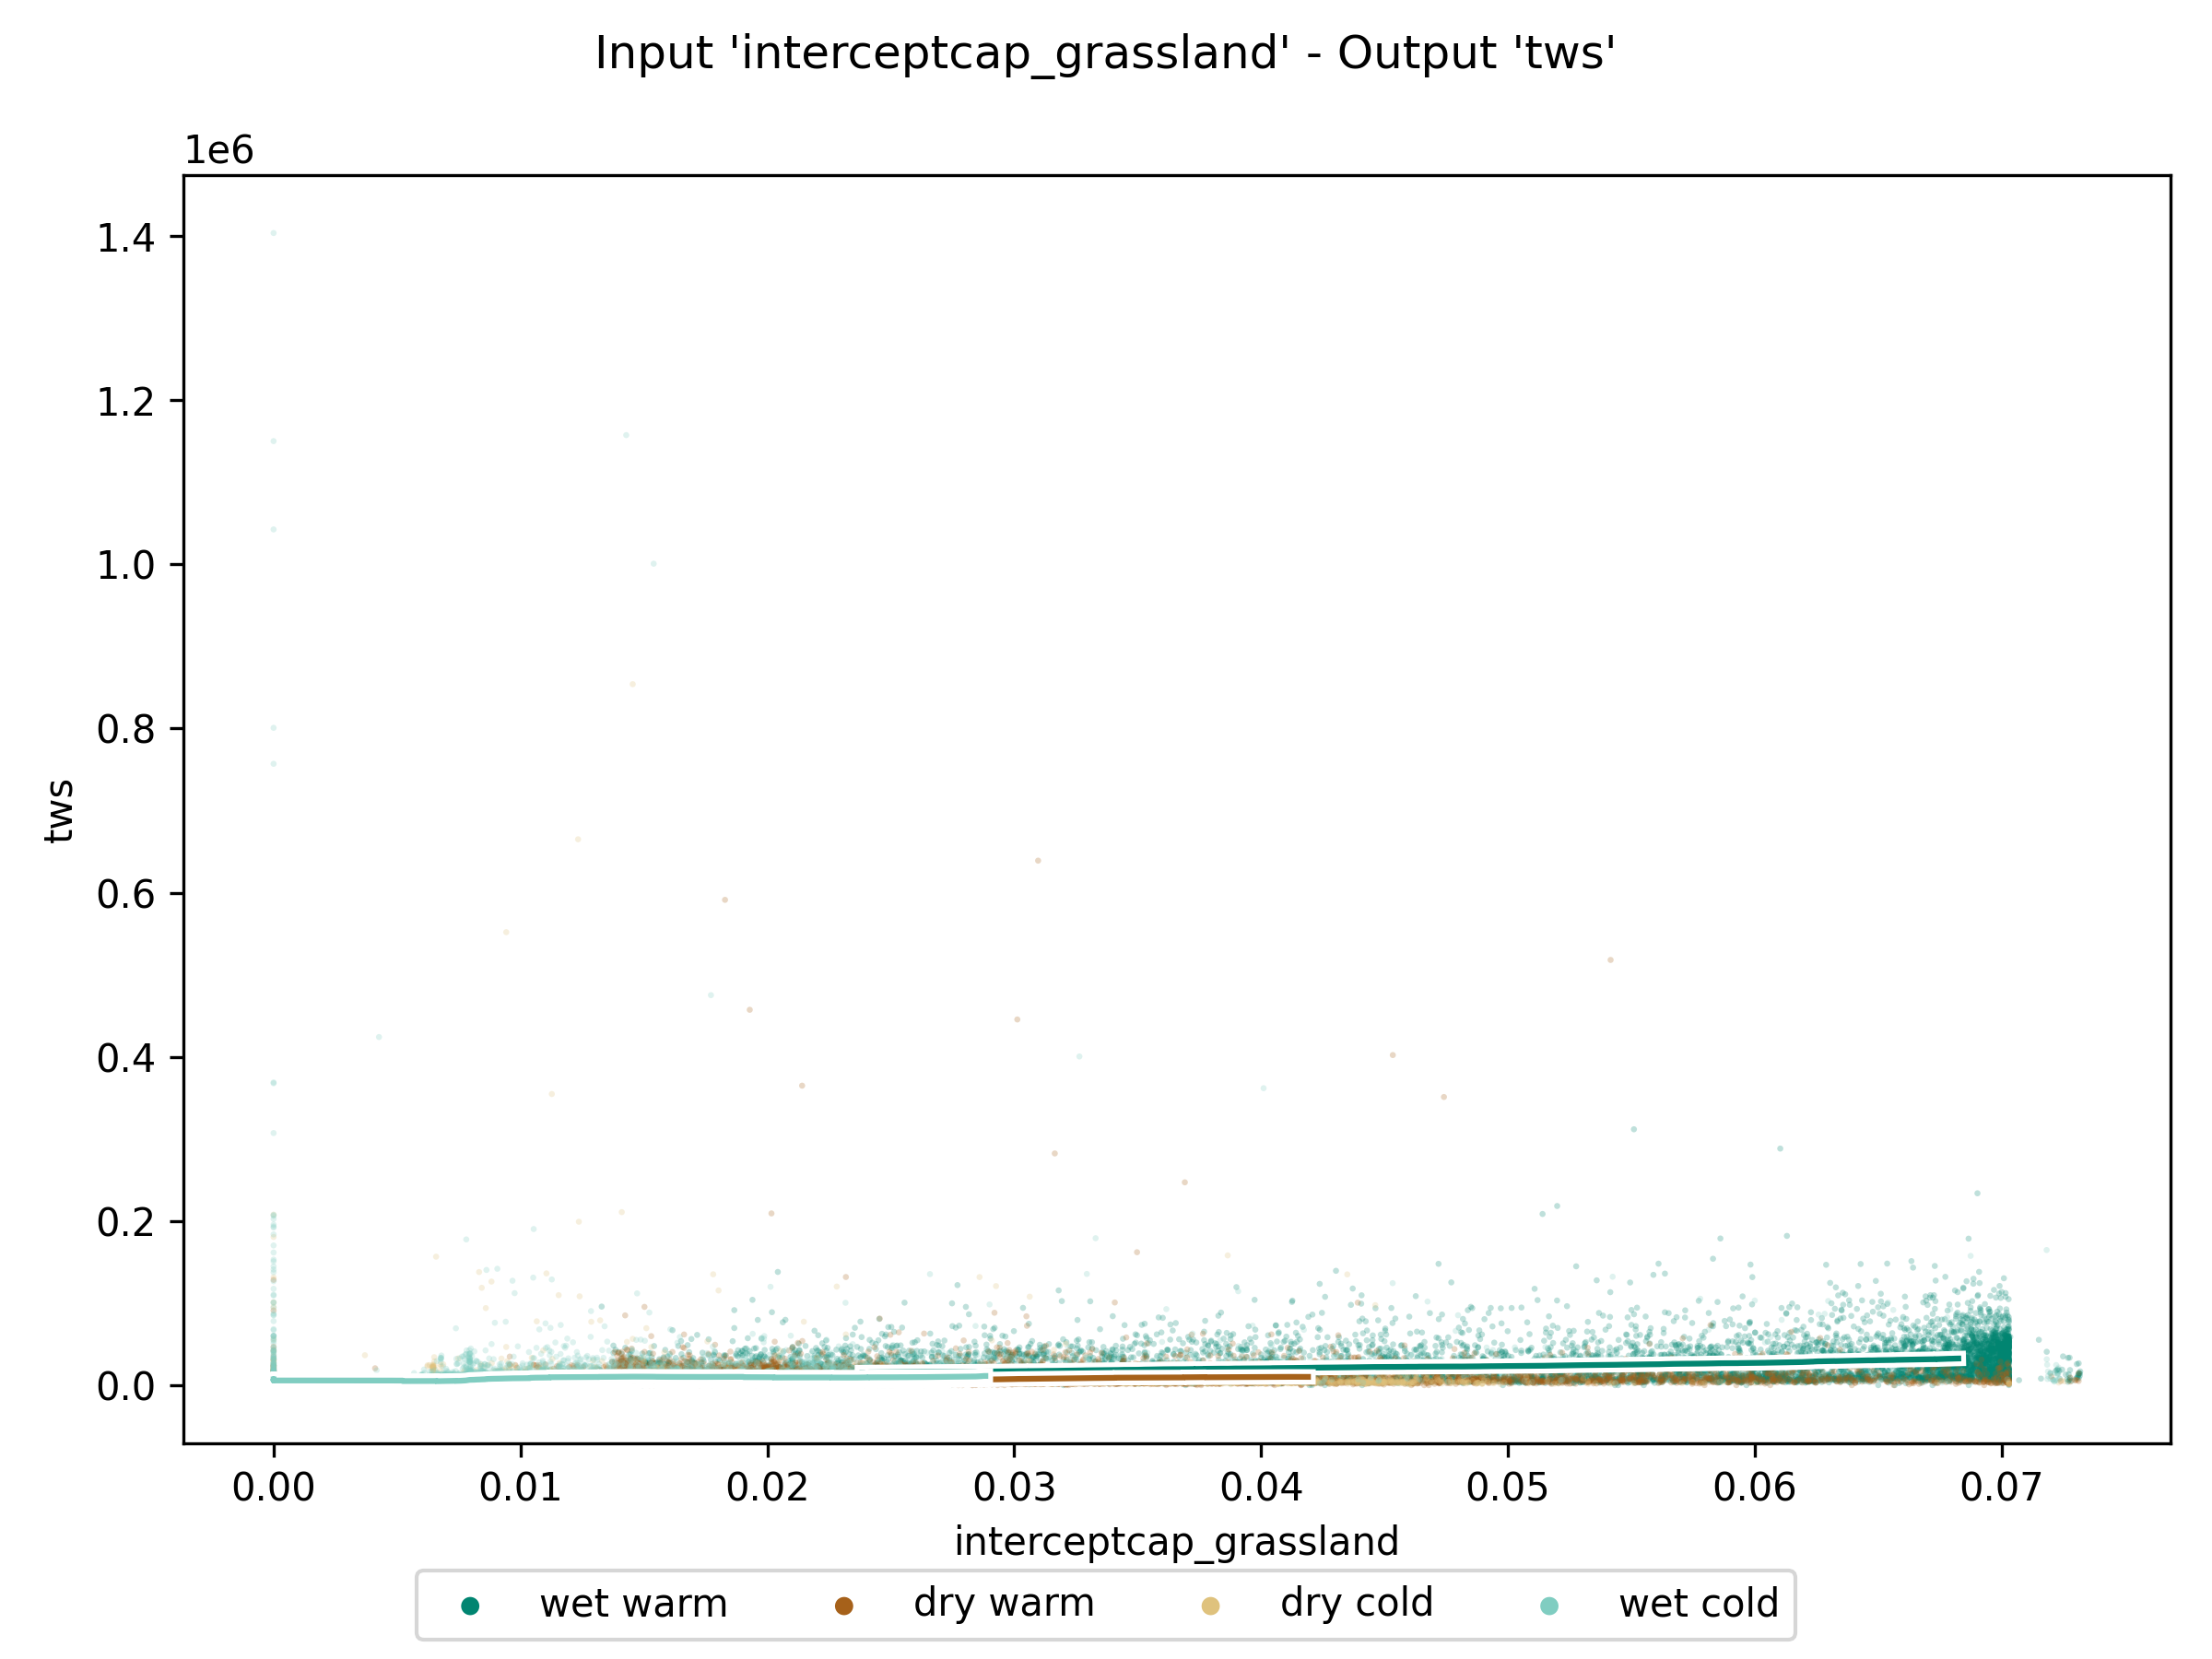 Input 'interceptcap_grassland' - Output 'tws'
1e6
1.4
1.2
1.0
0.8
0.6
0.4
0.2
0.0
tws
0.00 0.01 0.02 0.03 0.04 0.05 0.06 0.07
interceptcap_grassland
wet warm dry warm dry cold wet cold